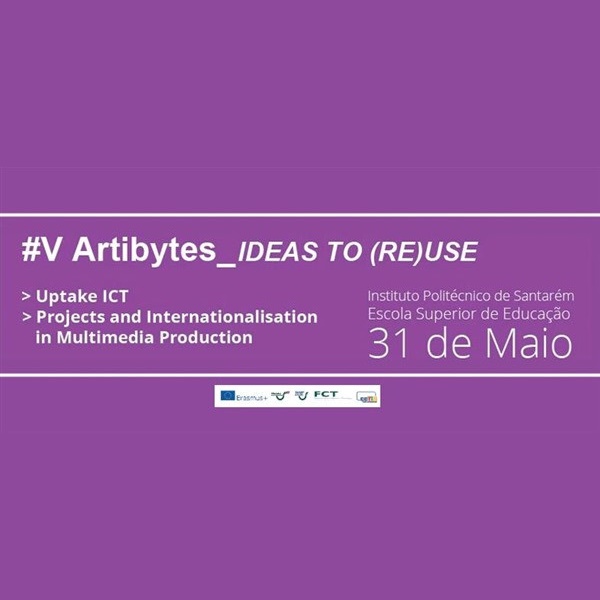 #V Artibytes_IDEAS TO (RE)USE
> Uptake ICT
> Projects and Internationalisation
in Multimedia Production
Instituto Politécnico de Santarém
Escola Superior de Educação
31 de Maio
Erasmus+
FCT